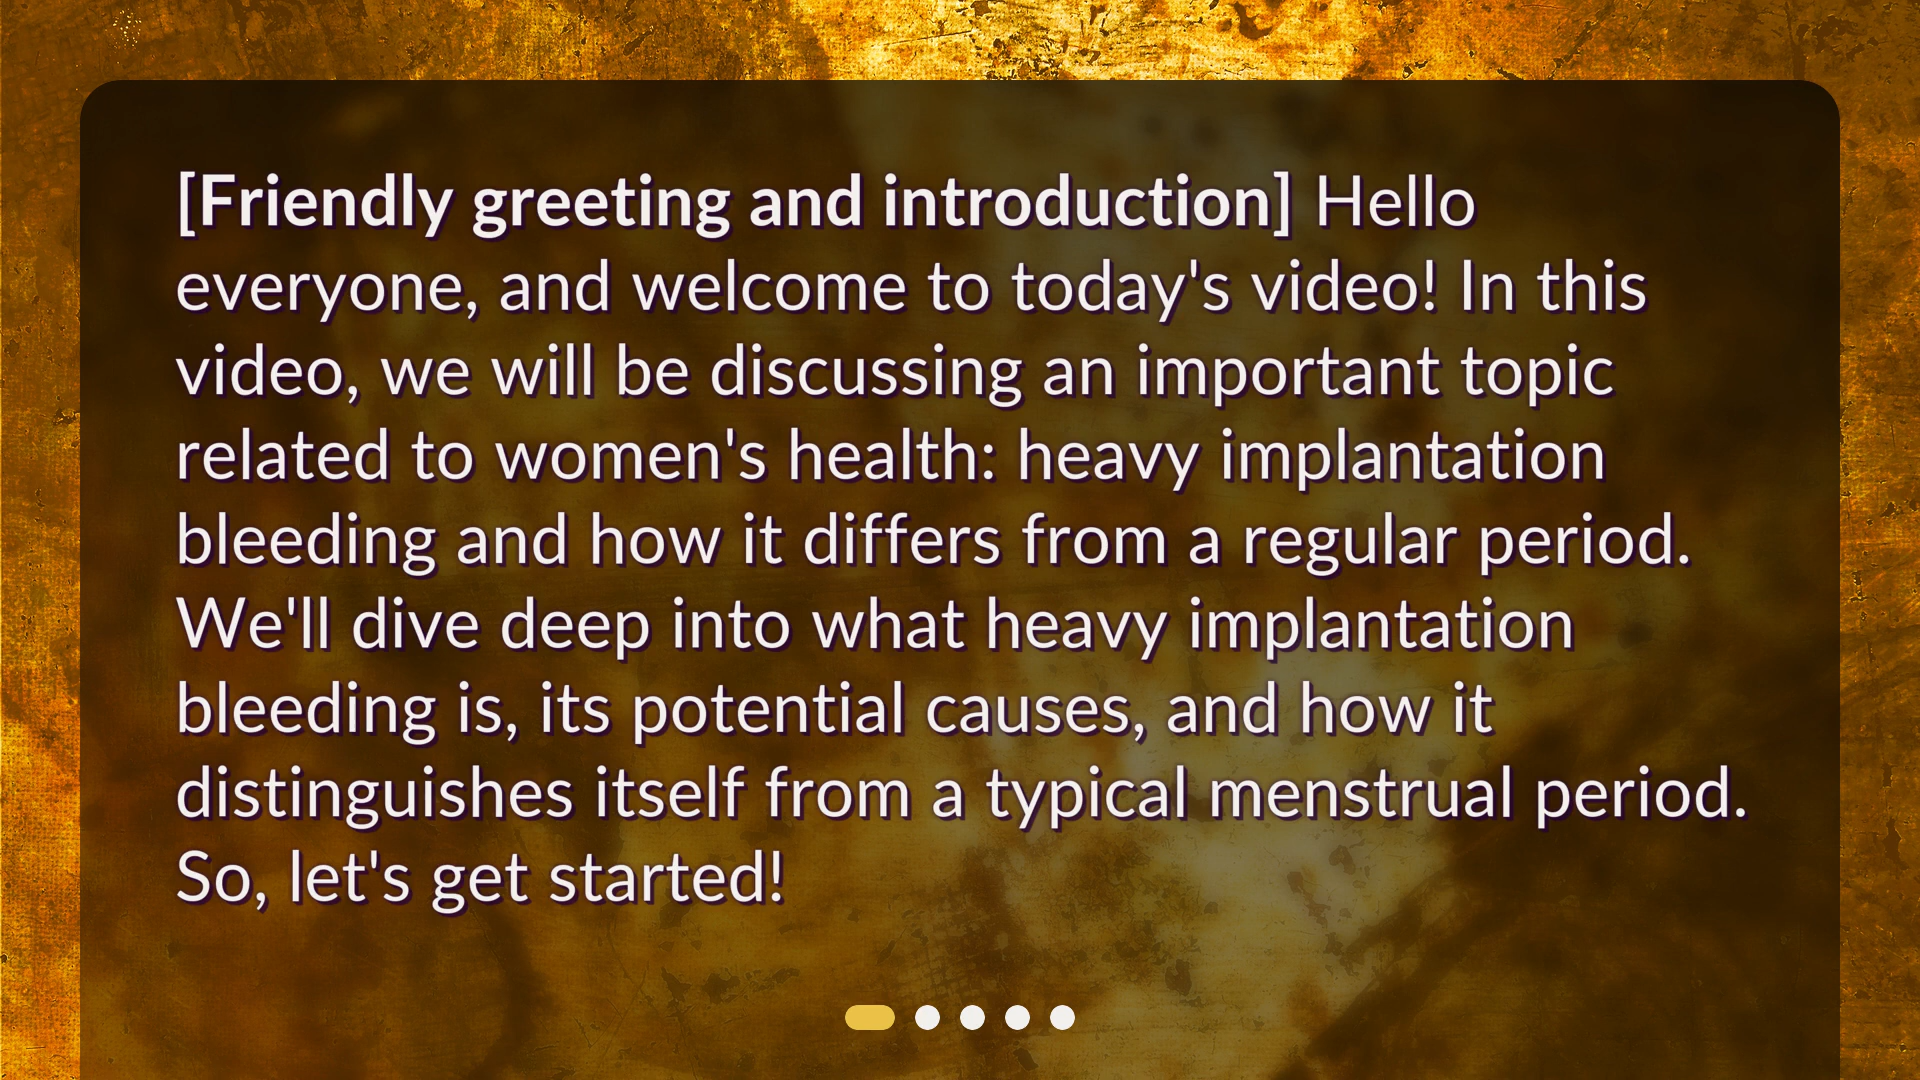 [Friendly greeting and introduction] Hello
everyone, and welcome to today's video! In this
video, we will be discussing an important topic
related to women's health: heavy implantation
bleeding and how it differs from a regular period.
We'll dive deep into what heavy implantation
bleeding is, its potential causes, and how it
distinguishes itself from a typical menstrual period.
So, let's get started!